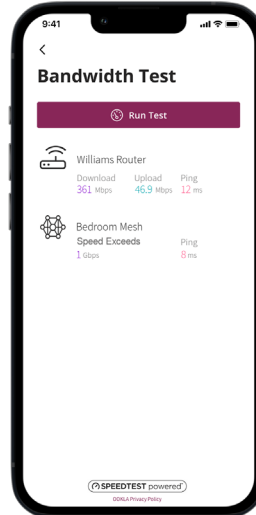 9:41
Bandwidth Test
Run Test
Williams Router
Download Upload Ping
361 Mbps 46.9 Mbps 12 ms
Bedroom Mesh
Speed Exceeds Ping
1 Gbps 8 ms
SPEEDTEST powered
OOKLA Privacy Policy